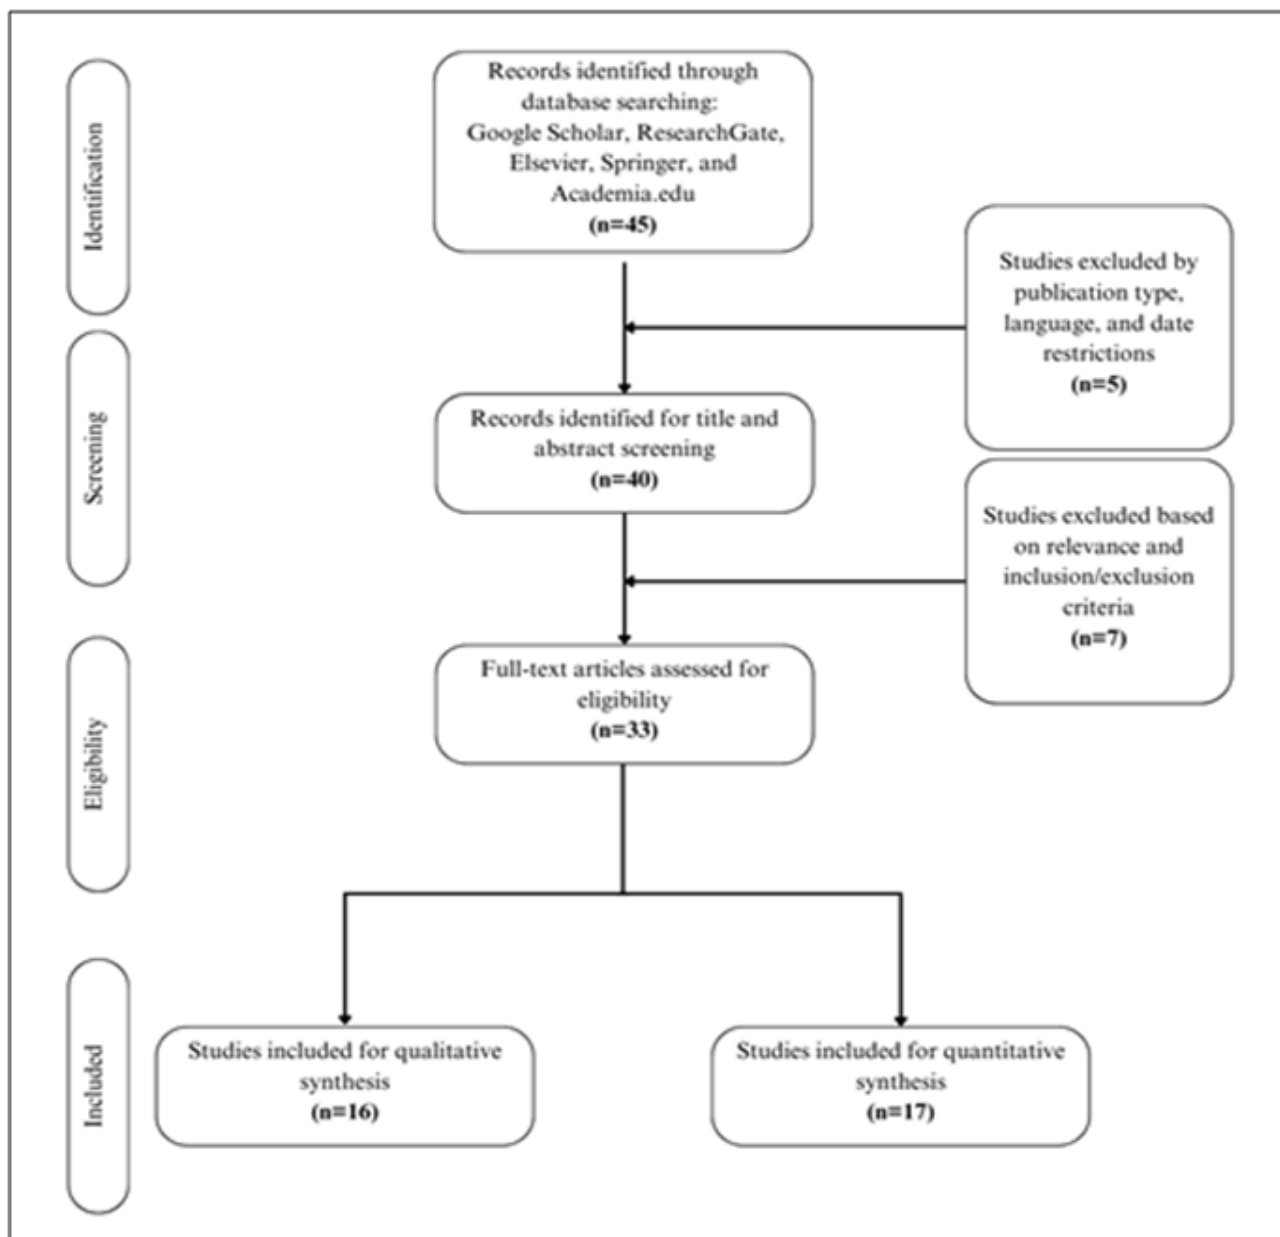 Identification
Records identified through
database searching:
Google Scholar, ResearchGate,
Elsevier, Springer, and
Academia.edu
(n=45)
Studies excluded by
publication type,
language, and date
restrictions
(n=5)
Screening
Records identified for title and
abstract screening
(n=40)
Studies excluded based
on relevance and
inclusion/exclusion
criteria
(n=7)
Eligibility
Full-text articles assessed for
eligibility
(n=33)
Included
Studies included for qualitative
synthesis
(n=16)
Studies included for quantitative
synthesis
(n=17)